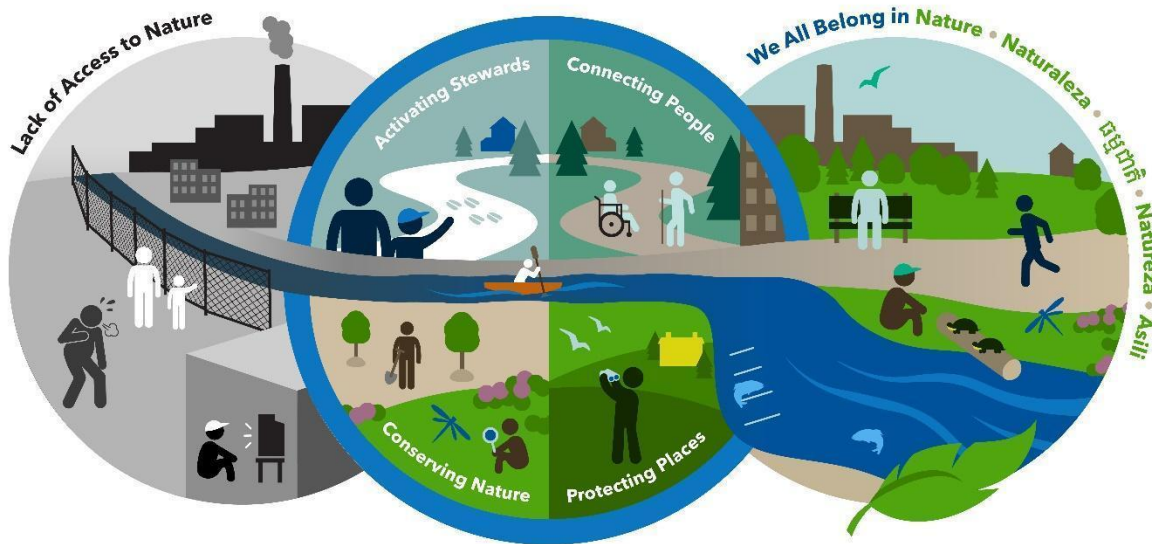 Lack of Access to Nature
Activating Stewards
Connecting People
Conserving Nature
Protecting Places
We All Belong in Nature • Naturaleza • ធម្មជាតិ • Natureza • Asili